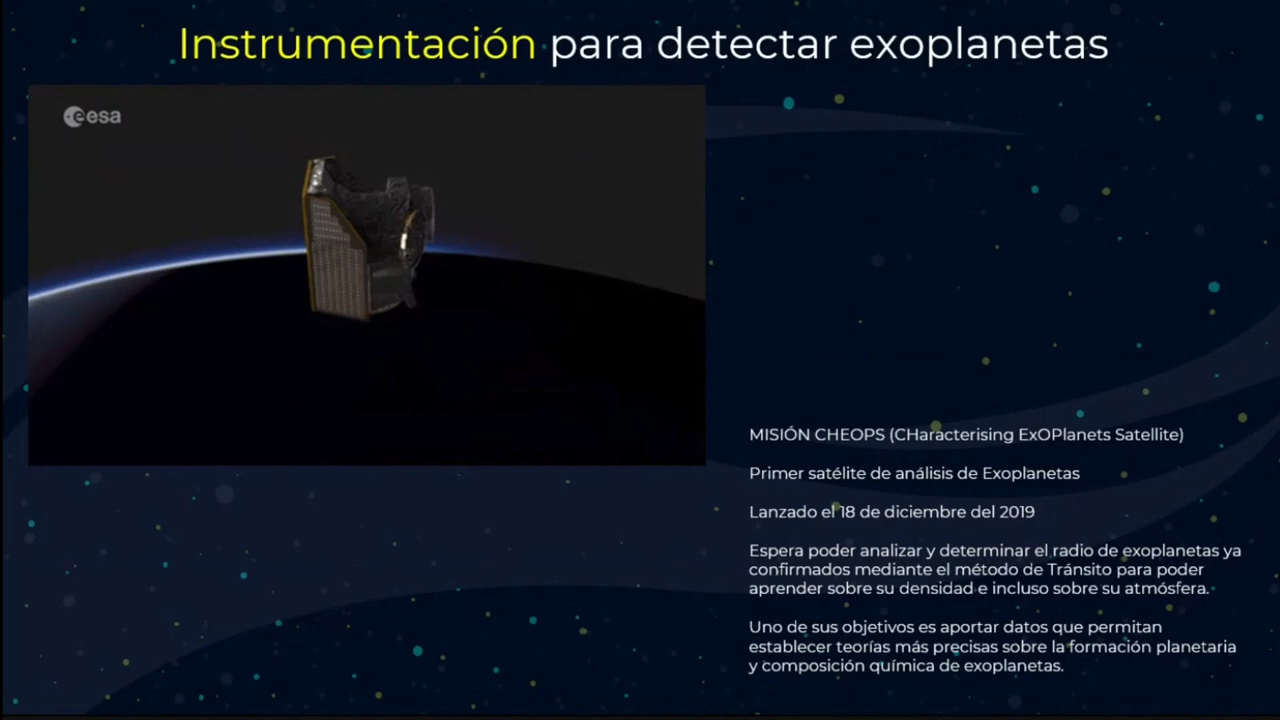 Instrumentación para detectar exoplanetas
esa
MISIÓN CHEOPS (CHaracterising ExOPlanets Satellite)
Primer satélite de análisis de Exoplanetas
Lanzado el 18 de diciembre del 2019
Espera poder analizar y determinar el radio de exoplanetas ya
confirmados mediante el método de Tránsito para poder
aprender sobre su densidad e incluso sobre su atmósfera.
Uno de sus objetivos es aportar datos que permitan
establecer teorías más precisas sobre la formación planetaria
y composición química de exoplanetas.